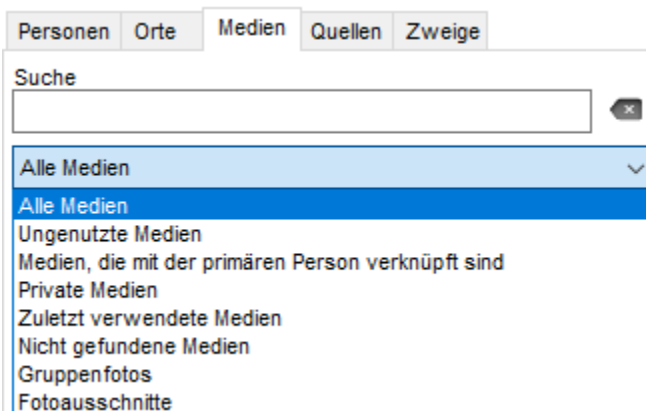 Personen Orte Medien Quellen Zweige
Suche
Alle Medien
Alle Medien
Ungenutzte Medien
Medien, die mit der primären Person verknüpft sind
Private Medien
Zuletzt verwendete Medien
Nicht gefundene Medien
Gruppenfotos
Fotoausschnitte